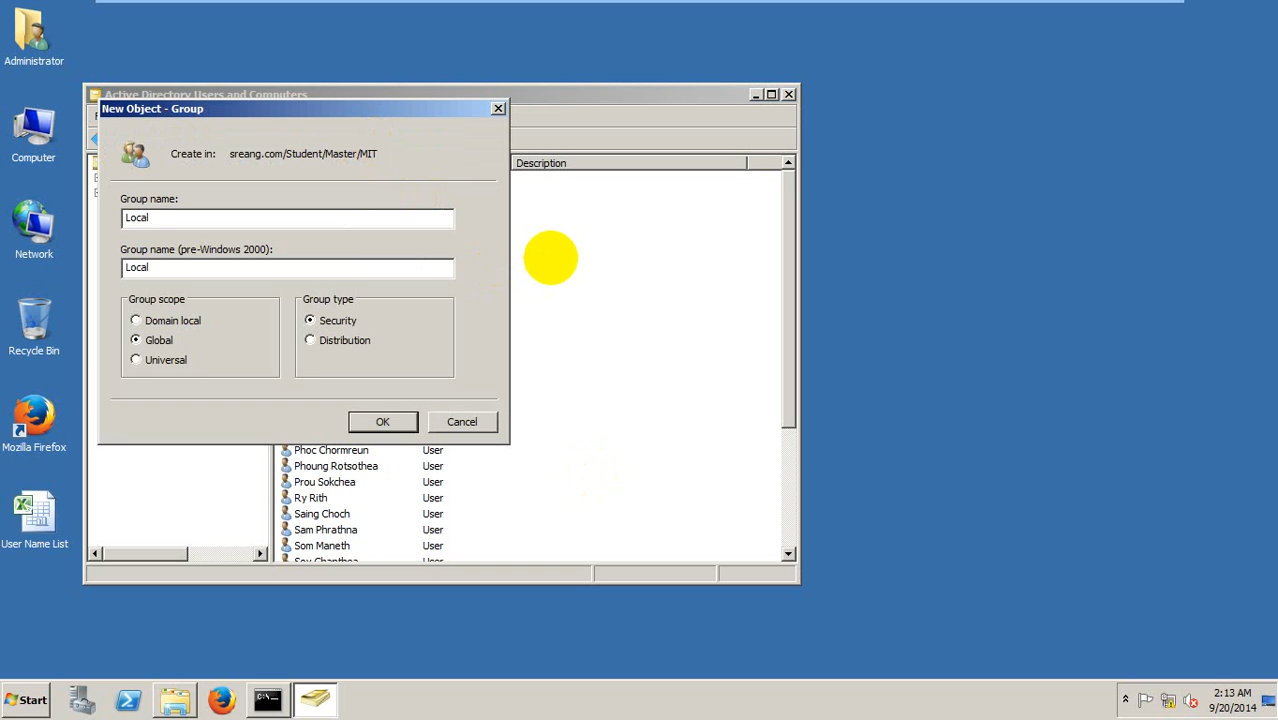 Administrator
Computer
Network
Recycle Bin
Mozilla Firefox
User Name List
Active Directory Users and Computers
New Object - Group
Create in: sreang.com/Student/Master/MIT
Group name:
Local
Group name (pre-Windows 2000):
Local
Group scope
Domain local
Global
Universal
Group type
Security
Distribution
OK
Cancel
Description
Phoc Chormreun User
Phoung Rotsothea User
Prou Sokchea User
Ry Rith User
Saing Choch User
Sam Phrathna User
Som Maneth User
Soy Chanthea User
Start
2:13 AM
9/20/2014